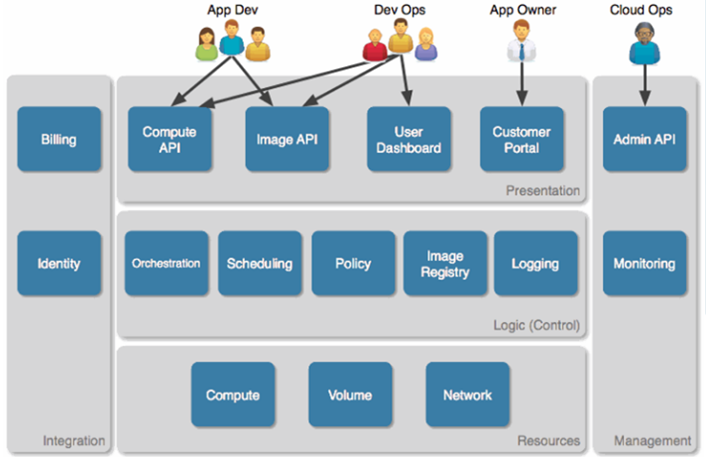 App Dev
Dev Ops
App Owner
Cloud Ops
Billing
Compute
API
Image API
User
Dashboard
Customer
Portal
Admin API
Presentation
Identity
Orchestration
Scheduling
Policy
Image
Registry
Logging
Monitoring
Logic (Control)
Compute
Volume
Network
Integration
Resources
Management